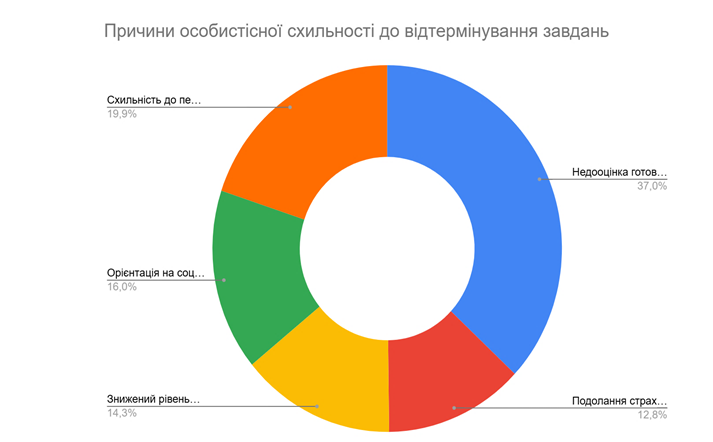 Причини особистісної схильності до відтермінування завдань
Схильність до пе…
19,9%
Недооцінка готов…
37,0%
Орієнтація на соц…
16,0%
Знижений рівень…
14,3%
Подолання страх…
12,8%